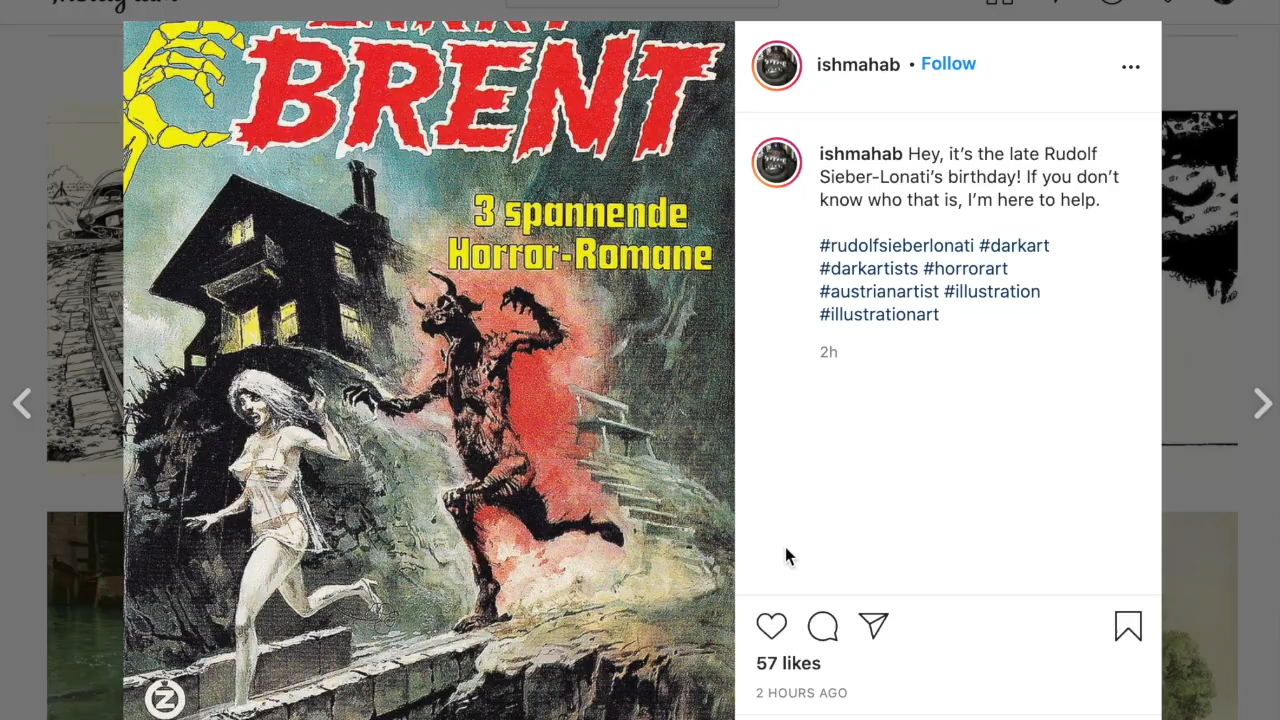 BRENT
3 spannende
Horror-Romane
Z
ishmahab • Follow
ishmahab Hey, it’s the late Rudolf
Sieber-Lonati’s birthday! If you don’t
know who that is, I’m here to help.
#rudolfsieberlonati #darkart
#darkartists #horrorart
#austrianartist #illustration
#illustrationart
2h
57 likes
2 HOURS AGO